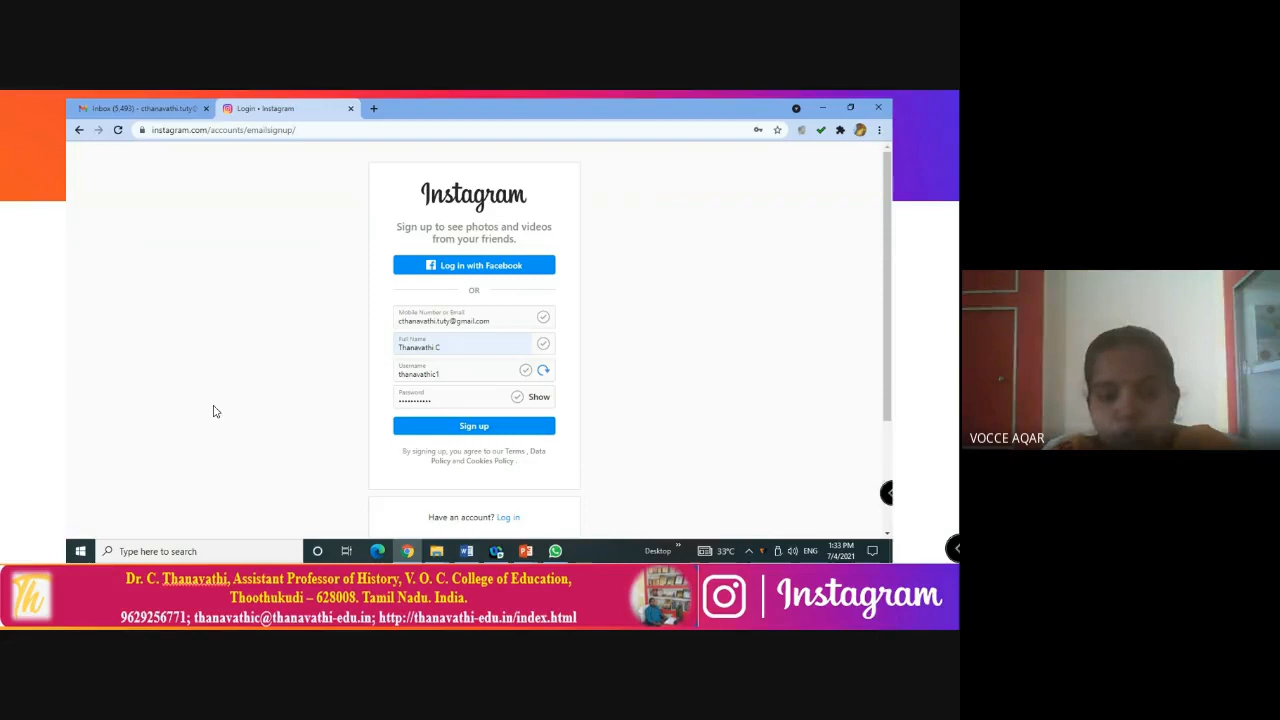 Inbox (5,493) - cthanavathi.tuty@
Login • Instagram
instagram.com/accounts/emailsignup/
Instagram
Sign up to see photos and videos
from your friends.
Log in with Facebook
OR
Mobile Number or Email
cthanavathi.tuty@gmail.com
Full Name
Thanavathi C
Username
thanavathic1
Password
•••••••••••
Show
Sign up
By signing up, you agree to our Terms , Data
Policy and Cookies Policy .
Have an account? Log in
Type here to search
Desktop
33°C
ENG
1:33 PM
7/4/2021
VOCCE AQAR
Th
Dr. C. Thanavathi, Assistant Professor of History, V. O. C. College of Education,
Thoothukudi – 628008. Tamil Nadu. India.
9629256771; thanavathic@thanavathi-edu.in; http://thanavathi-edu.in/index.html
Instagram